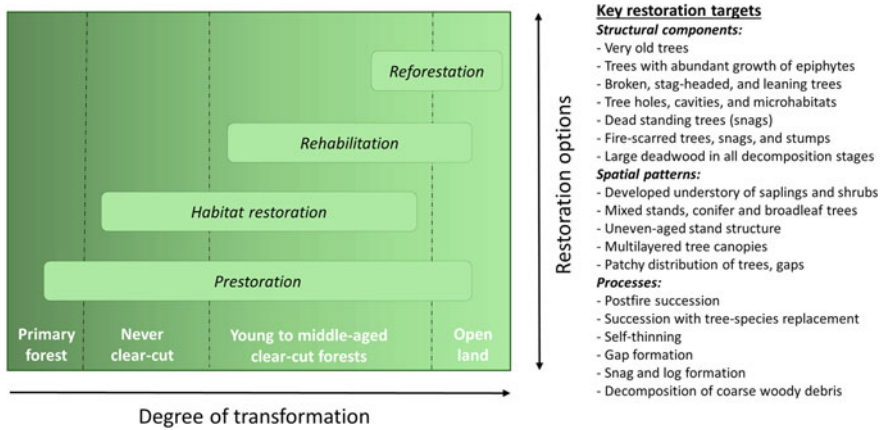 Reforestation
Rehabilitation
Habitat restoration
Prestoration
Primary
forest
Never
clear-cut
Young to middle-aged
clear-cut forests
Open
land
Degree of transformation
Restoration options
Key restoration targets
Structural components:
- Very old trees
- Trees with abundant growth of epiphytes
- Broken, stag-headed, and leaning trees
- Tree holes, cavities, and microhabitats
- Dead standing trees (snags)
- Fire-scarred trees, snags, and stumps
- Large deadwood in all decomposition stages
Spatial patterns:
- Developed understory of saplings and shrubs
- Mixed stands, conifer and broadleaf trees
- Uneven-aged stand structure
- Multilayered tree canopies
- Patchy distribution of trees, gaps
Processes:
- Postfire succession
- Succession with tree-species replacement
- Self-thinning
- Gap formation
- Snag and log formation
- Decomposition of coarse woody debris